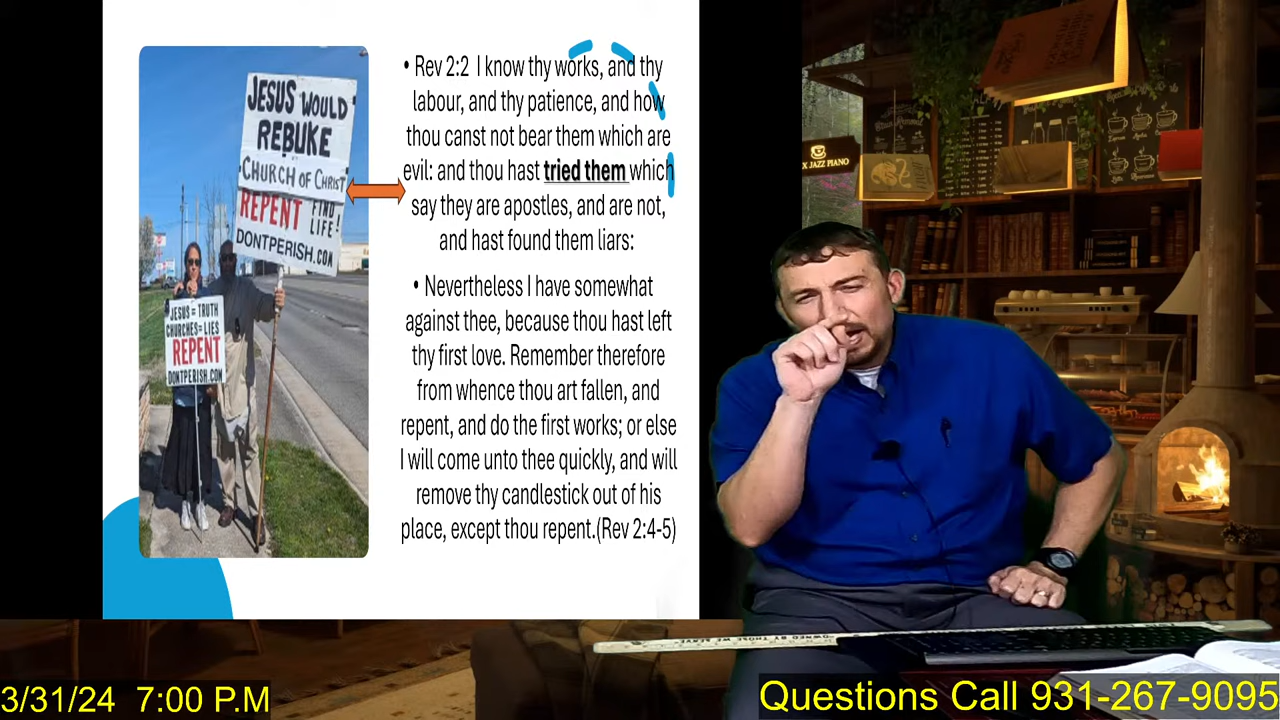 JESUS WOULD
REBUKE
CHURCH OF CHRIST
REPENT FIND
LIFE!
DONTPERISH.COM
JESUS = TRUTH
CHURCHES = LIES
REPENT
DONTPERISH.COM
• Rev 2:2 I know thy works, and thy
labour, and thy patience, and how
thou canst not bear them which are
evil: and thou hast tried them which
say they are apostles, and are not,
and hast found them liars:
• Nevertheless I have somewhat
against thee, because thou hast left
thy first love. Remember therefore
from whence thou art fallen, and
repent, and do the first works; or else
I will come unto thee quickly, and will
remove thy candlestick out of his
place, except thou repent.(Rev 2:4-5)
X JAZZ PIANO
"OWNED BY THOSE WE SERVE"
3/31/24 7:00 P.M
Questions Call 931-267-9095